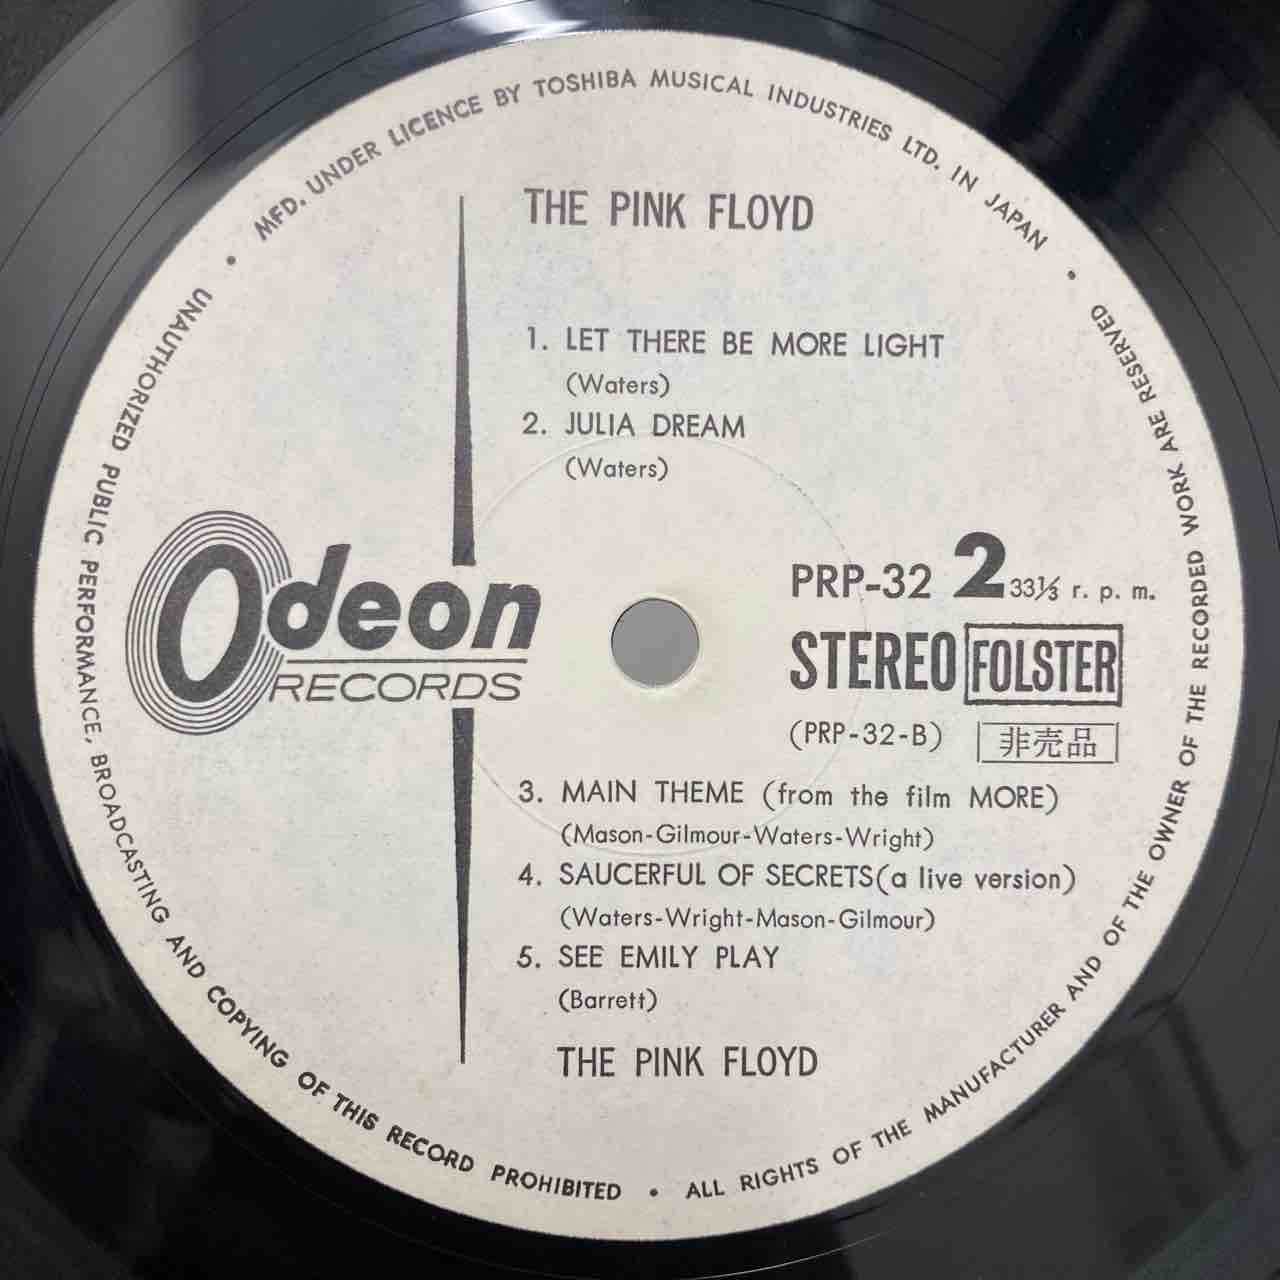 MFD. UNDER LICENCE BY TOSHIBA MUSICAL INDUSTRIES LTD. IN JAPAN •
THE PINK FLOYD
1. LET THERE BE MORE LIGHT
(Waters)
2. JULIA DREAM
(Waters)
Odeon
RECORDS
PRP-32 2 33⅓ r. p. m.
STEREO FOLSTER
(PRP-32-B) 非売品
3. MAIN THEME (from the film MORE)
(Mason-Gilmour-Waters-Wright)
4. SAUCERFUL OF SECRETS(a live version)
(Waters-Wright-Mason-Gilmour)
5. SEE EMILY PLAY
(Barrett)
THE PINK FLOYD
ALL RIGHTS OF THE MANUFACTURER AND OF THE OWNER OF THE RECORDED WORK ARE RESERVED
• UNAUTHORIZED PUBLIC PERFORMANCE, BROADCASTING AND COPYING OF THIS RECORD PROHIBITED •